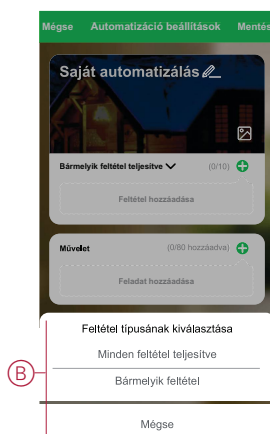 Mégse Automatizáció beállítások Mentés
Saját automatizálás
Bármelyik feltétel teljesítve (0/10)
Feltétel hozzáadása
Művelet (0/80 hozzáadva)
Feladat hozzáadása
Feltétel típusának kiválasztása
Minden feltétel teljesítve
B
Bármelyik feltétel
Mégse